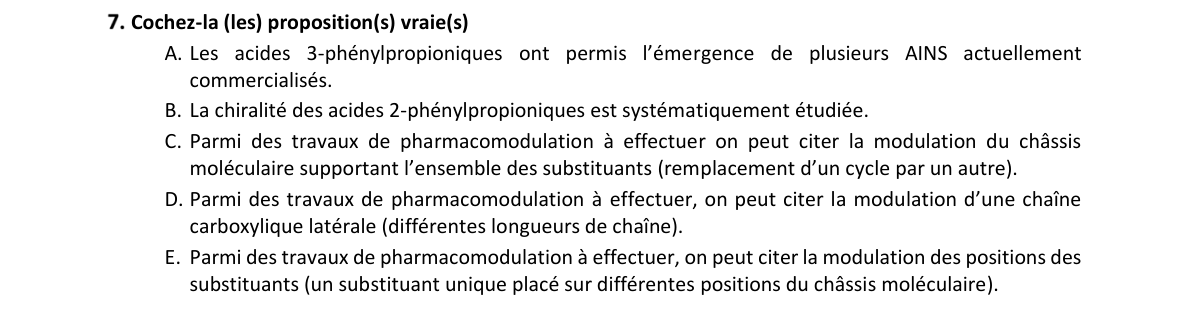 7. Cochez-la (les) proposition(s) vraie(s)
A. Les acides 3-phénylpropioniques ont permis l’émergence de plusieurs AINS actuellement
commercialisés.
B. La chiralité des acides 2-phénylpropioniques est systématiquement étudiée.
C. Parmi des travaux de pharmacomodulation à effectuer on peut citer la modulation du châssis
moléculaire supportant l’ensemble des substituants (remplacement d’un cycle par un autre).
D. Parmi des travaux de pharmacomodulation à effectuer, on peut citer la modulation d’une chaîne
carboxylique latérale (différentes longueurs de chaîne).
E. Parmi des travaux de pharmacomodulation à effectuer, on peut citer la modulation des positions des
substituants (un substituant unique placé sur différentes positions du châssis moléculaire).